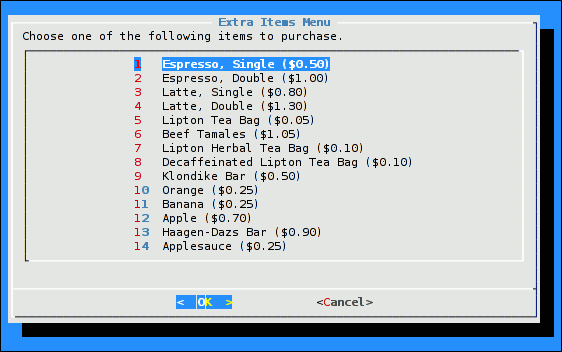 Extra Items Menu
Choose one of the following items to purchase.
1 Espresso, Single ($0.50)
2 Espresso, Double ($1.00)
3 Latte, Single ($0.80)
4 Latte, Double ($1.30)
5 Lipton Tea Bag ($0.05)
6 Beef Tamales ($1.05)
7 Lipton Herbal Tea Bag ($0.10)
8 Decaffeinated Lipton Tea Bag ($0.10)
9 Klondike Bar ($0.50)
10 Orange ($0.25)
11 Banana ($0.25)
12 Apple ($0.70)
13 Haagen-Dazs Bar ($0.90)
14 Applesauce ($0.25)
< OK > <Cancel>